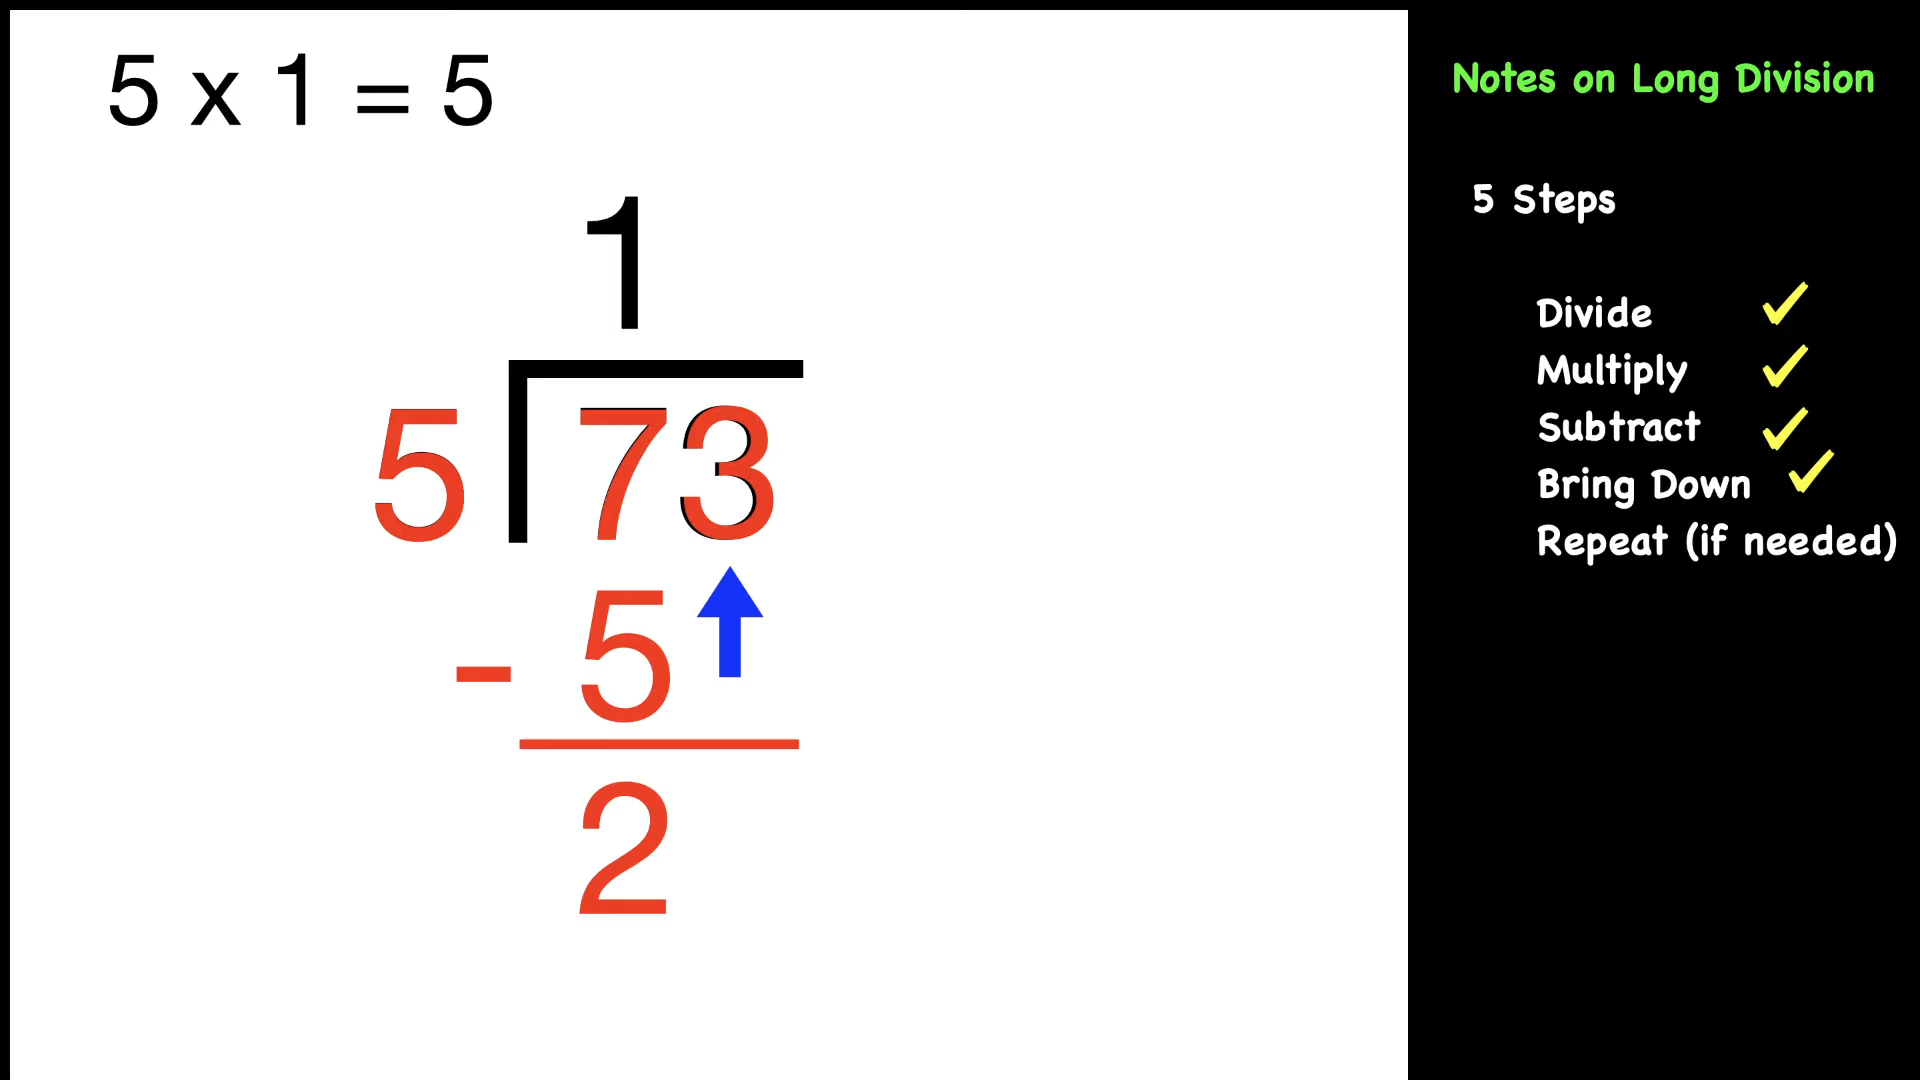 5 x 1 = 5
1
5 73
- 5
2
Notes on Long Division
5 Steps
Divide
Multiply
Subtract
Bring Down
Repeat (if needed)